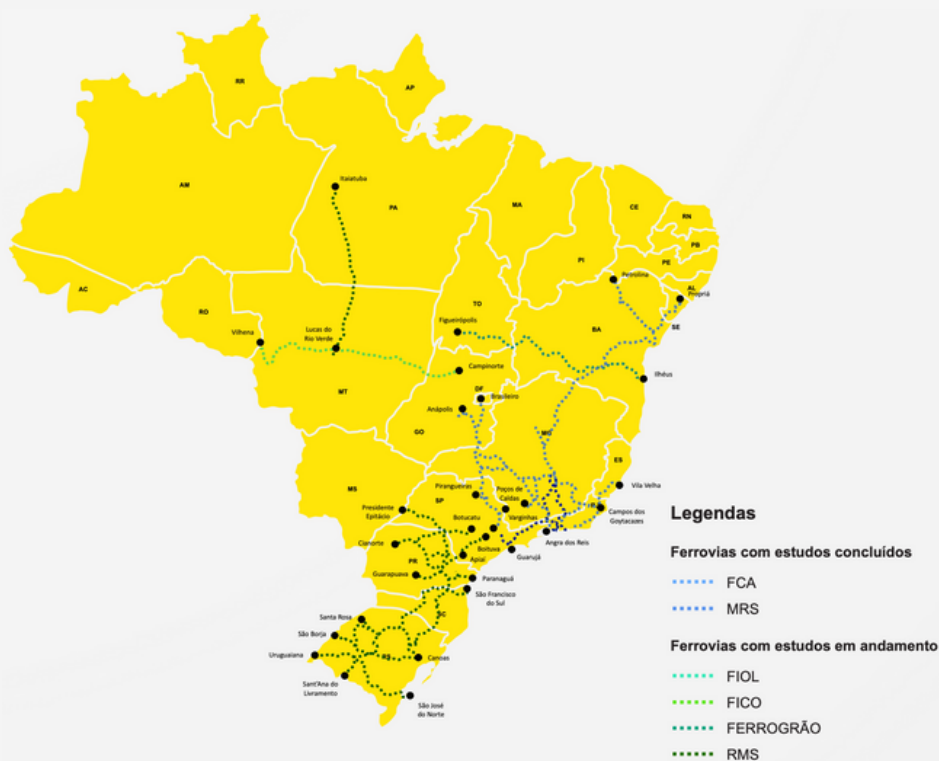 RR
AP
Itaiatuba
AM
PA
MA
CE
RN
PB
PI
PE
Petrolina
AL
Propriá
AC
SE
TO
RO
Figueirópolis
BA
Vilhena
Lucas do
Rio Verde
Campinorte
Ilhéus
DF
Brasileiro
MT
Anápolis
GO
MG
ES
Pirangueiras
Poços de
Caldas
Vila Velha
MS
SP
Presidente
Epitácio
Botucatu
Varginhas
Campos dos
Goytacazes
Cianorte
Boituva
Angra dos Reis
Apiaí
Guarujá
PR
Guarapuava
Paranaguá
São Francisco
do Sul
Santa Rosa
SC
São Borja
Uruguaiana
RS
Canoas
Sant'Ana do
Livramento
São José
do Norte
Legendas
Ferrovias com estudos concluídos
FCA
MRS
Ferrovias com estudos em andamento
FIOL
FICO
FERROGRÃO
RMS